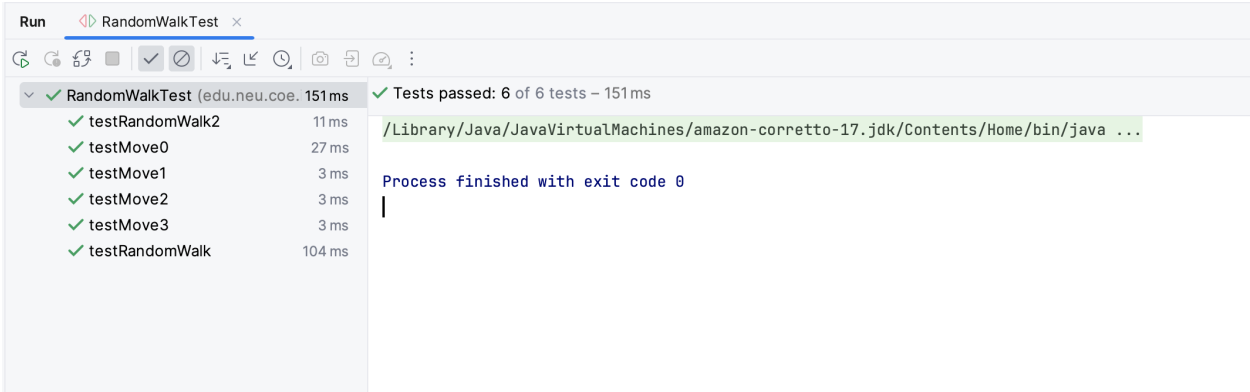 Run RandomWalkTest
RandomWalkTest (edu.neu.coe. 151 ms
testRandomWalk2 11 ms
testMove0 27 ms
testMove1 3 ms
testMove2 3 ms
testMove3 3 ms
testRandomWalk 104 ms
Tests passed: 6 of 6 tests – 151 ms
/Library/Java/JavaVirtualMachines/amazon-corretto-17.jdk/Contents/Home/bin/java ...
Process finished with exit code 0